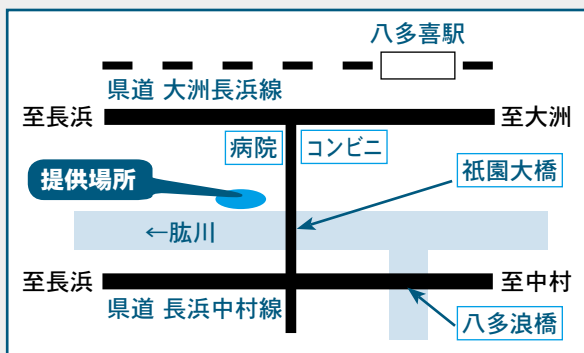 八多喜駅
県道 大洲長浜線
至長浜
至大洲
病院
コンビニ
祇園大橋
提供場所
←肱川
至長浜
至中村
県道 長浜中村線
八多浪橋